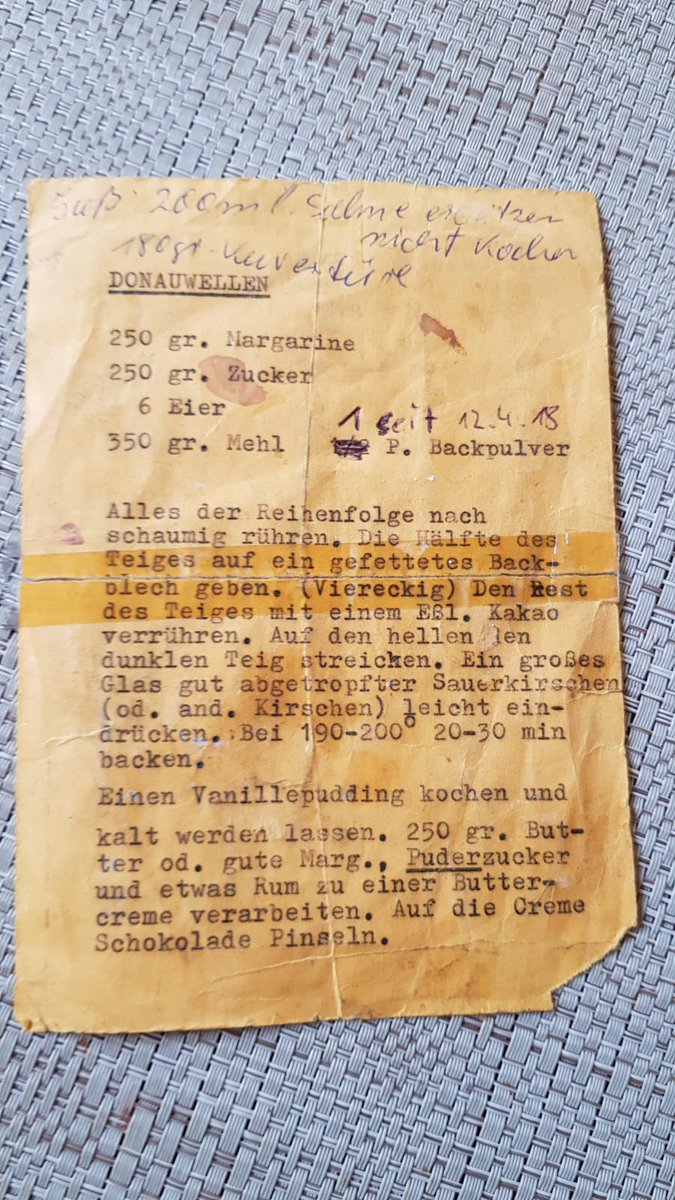 Guß: 200ml. Sahne erhitzen
nicht Kochen
180gr. Kuvertüre
DONAUWELLEN
250 gr. Margarine
250 gr. Zucker
6 Eier
1 seit 12.4.18
350 gr. Mehl P. Backpulver
Alles der Reihenfolge nach
schaumig rühren. Die Hälfte des
Teiges auf ein gefettetes Back-
blech geben. (Viereckig) Den Rest
des Teiges mit einem Eßl. Kakao
verrühren. Auf den hellen den
dunklen Teig streichen. Ein großes
Glas gut abgetropfter Sauerkirschen
(od. and. Kirschen) leicht ein-
drücken. Bei 190-200° 20-30 min
backen.
Einen Vanillepudding kochen und
kalt werden lassen. 250 gr. But-
ter od. gute Marg., Puderzucker
und etwas Rum zu einer Butter-
creme verarbeiten. Auf die Creme
Schokolade Pinseln.